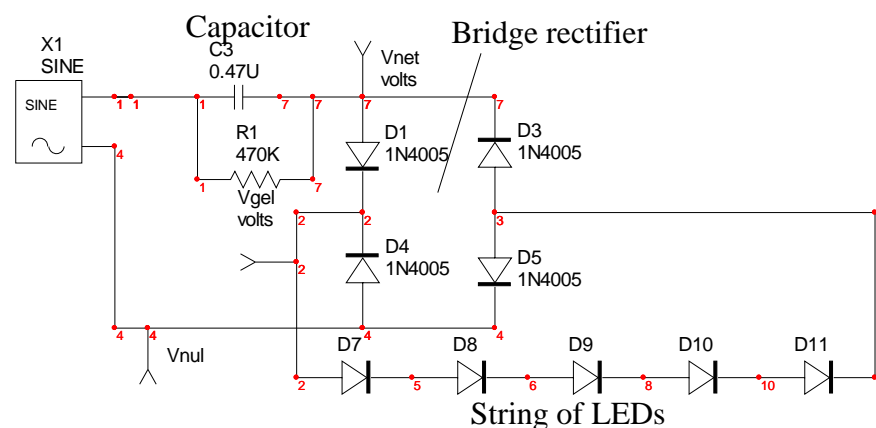 Capacitor
Bridge rectifier
X1
SINE
C3
0.47U
Vnet
volts
SINE
1 1 1 7 7 7 7
4
R1
470K
D1
1N4005
D3
1N4005
1 7
Vgel
volts
2 2 3
2
D4
1N4005
D5
1N4005
4 4 4 4
Vnul
D7 D8 D9 D10 D11
2 5 6 8 10
String of LEDs